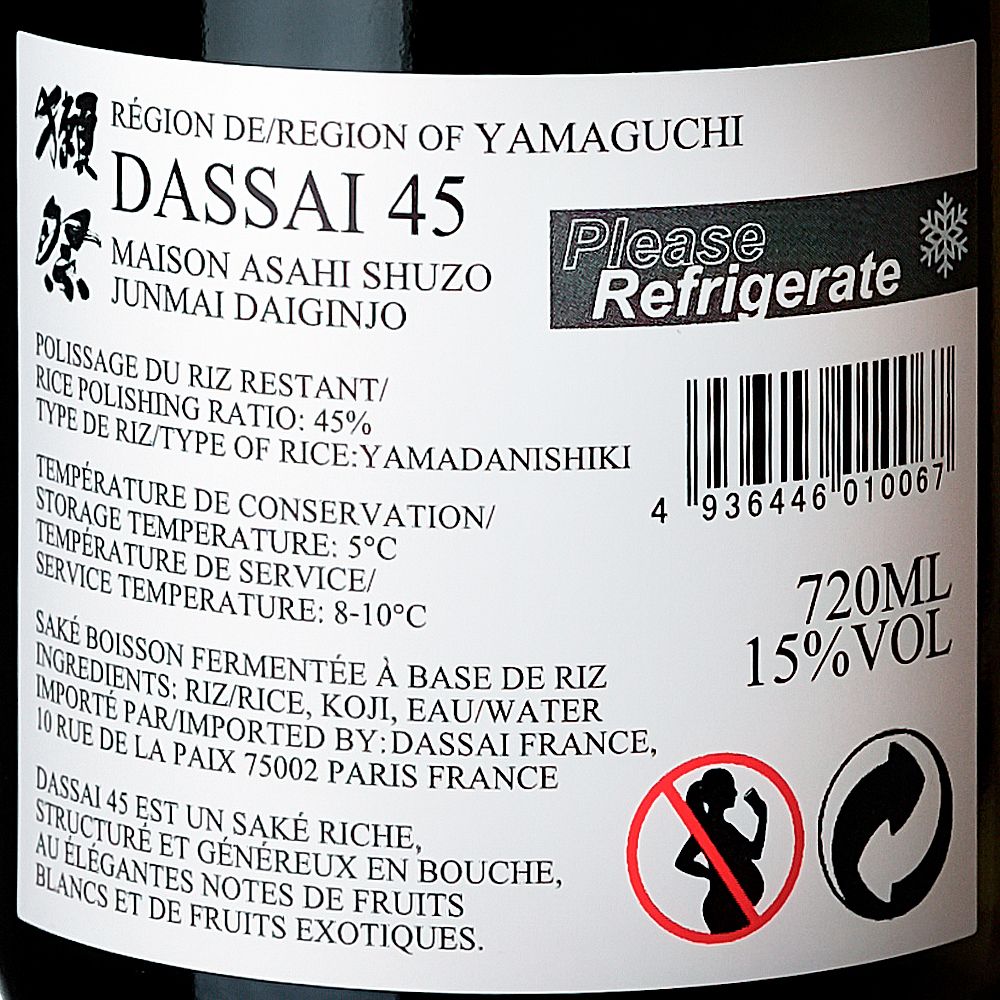 獺祭
RÉGION DE/REGION OF YAMAGUCHI
DASSAI 45
MAISON ASAHI SHUZO
JUNMAI DAIGINJO
Please
Refrigerate
POLISSAGE DU RIZ RESTANT/
RICE POLISHING RATIO: 45%
TYPE DE RIZ/TYPE OF RICE:YAMADANISHIKI
4 936446 010067
TEMPÉRATURE DE CONSERVATION/
STORAGE TEMPERATURE: 5°C
TEMPÉRATURE DE SERVICE/
SERVICE TEMPERATURE: 8-10°C
720ML
15%VOL
SAKÉ BOISSON FERMENTÉE À BASE DE RIZ
INGREDIENTS: RIZ/RICE, KOJI, EAU/WATER
IMPORTÉ PAR/IMPORTED BY:DASSAI FRANCE,
10 RUE DE LA PAIX 75002 PARIS FRANCE
DASSAI 45 EST UN SAKÉ RICHE,
STRUCTURÉ ET GÉNÉREUX EN BOUCHE,
AU ÉLÉGANTES NOTES DE FRUITS
BLANCS ET DE FRUITS EXOTIQUES.